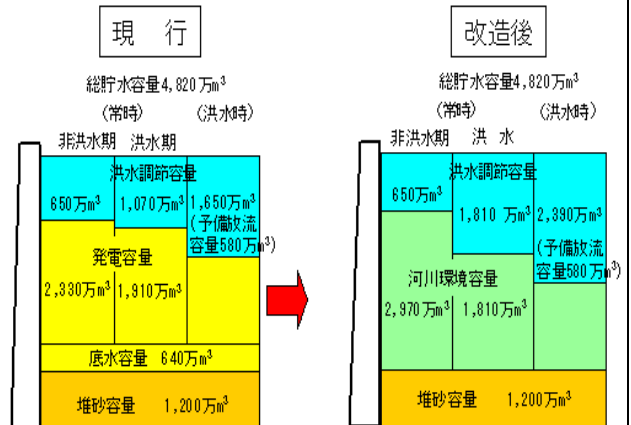 現 行
総貯水容量4,820万m³
(常時) (洪水時)
非洪水期 洪水期
洪水調節容量
650万m³ 1,070万m³ 1,650万m³
(予備放流
容量580万m³)
発電容量
2,330万m³ 1,910万m³
底水容量 640万m³
堆砂容量 1,200万m³
改造後
総貯水容量4,820万m³
(常時) (洪水時)
非洪水期 洪 水
洪水調節容量
650万m³ 1,810 万m³ 2,390万m³
(予備放流
容量580万m³)
河川環境容量
2,970万m³ 1,810万m³
堆砂容量 1,200万m³